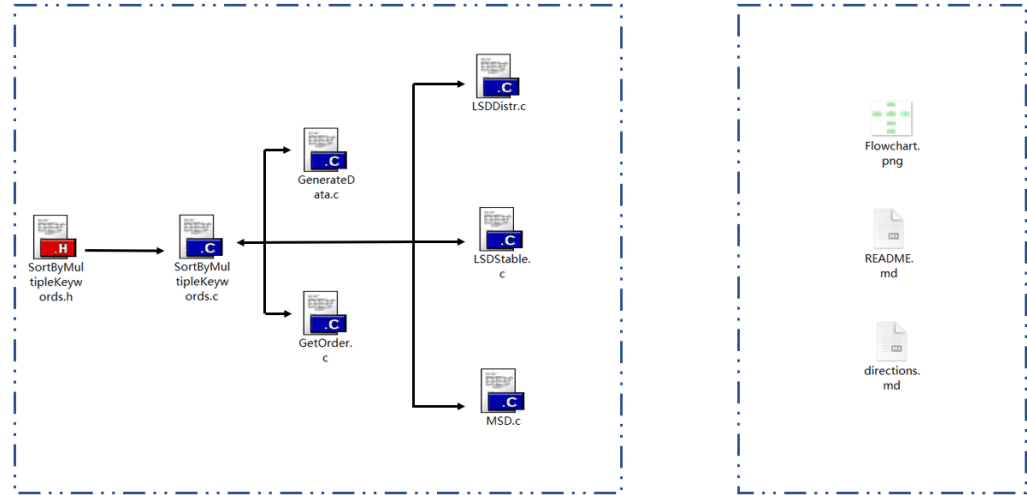 .C
LSDDistr.c
.C
GenerateD
ata.c
.H
SortByMul
tipleKeyw
ords.h
.C
SortByMul
tipleKeyw
ords.c
.C
LSDStable.
c
.C
GetOrder.
c
.C
MSD.c
Flowchart.
png
README.
md
directions.
md